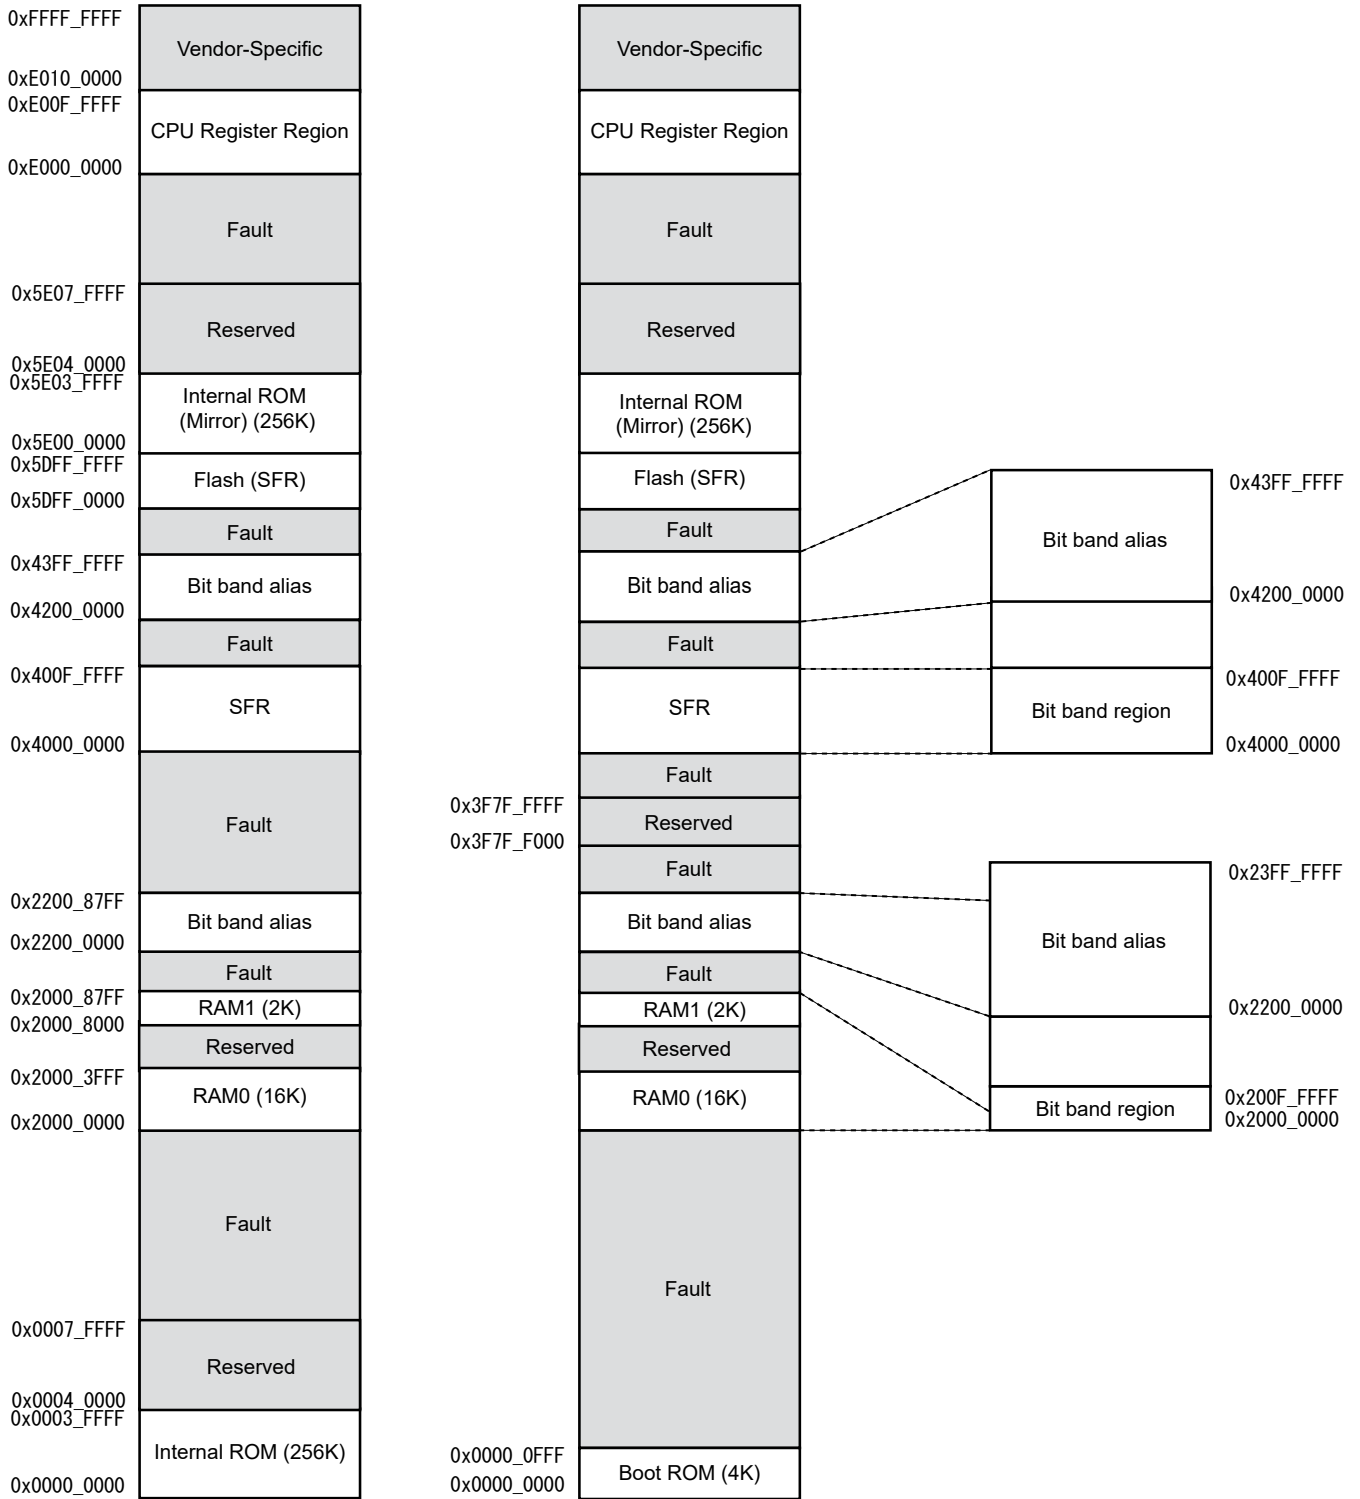 0xFFFF_FFFF
Vendor-Specific
0xE010_0000
0xE00F_FFFF
CPU Register Region
0xE000_0000
Fault
0x5E07_FFFF
Reserved
0x5E04_0000
0x5E03_FFFF
Internal ROM
(Mirror) (256K)
0x5E00_0000
0x5DFF_FFFF
Flash (SFR)
0x5DFF_0000
Fault
0x43FF_FFFF
Bit band alias
0x4200_0000
Fault
0x400F_FFFF
SFR
0x4000_0000
Fault
0x2200_87FF
Bit band alias
0x2200_0000
Fault
0x2000_87FF
RAM1 (2K)
0x2000_8000
Reserved
0x2000_3FFF
RAM0 (16K)
0x2000_0000
Fault
0x0007_FFFF
Reserved
0x0004_0000
0x0003_FFFF
Internal ROM (256K)
0x0000_0000
Vendor-Specific
CPU Register Region
Fault
Reserved
Internal ROM
(Mirror) (256K)
Flash (SFR)
Fault
Bit band alias
Fault
SFR
Fault
0x3F7F_FFFF
Reserved
0x3F7F_F000
Fault
Bit band alias
Fault
RAM1 (2K)
Reserved
RAM0 (16K)
Fault
0x0000_0FFF
Boot ROM (4K)
0x0000_0000
0x43FF_FFFF
Bit band alias
0x4200_0000
0x400F_FFFF
Bit band region
0x4000_0000
0x23FF_FFFF
Bit band alias
0x2200_0000
0x200F_FFFF
Bit band region
0x2000_0000